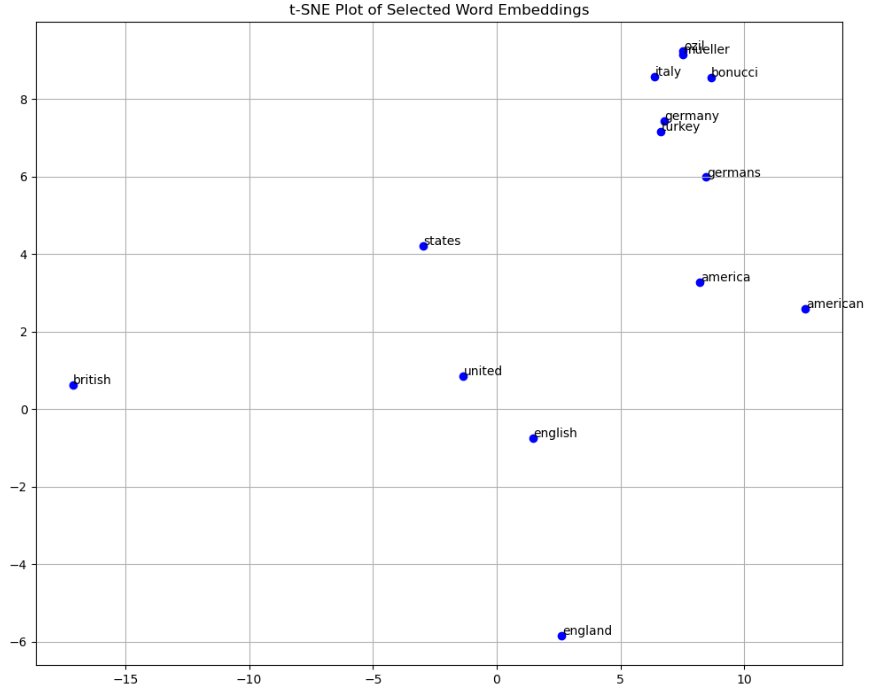 t-SNE Plot of Selected Word Embeddings
ozil
mueller
italy
bonucci
8
germany
turkey
6
germans
states
4
america
american
2
british
united
0
english
−2
−4
england
−6
−15
−10
−5
0
5
10